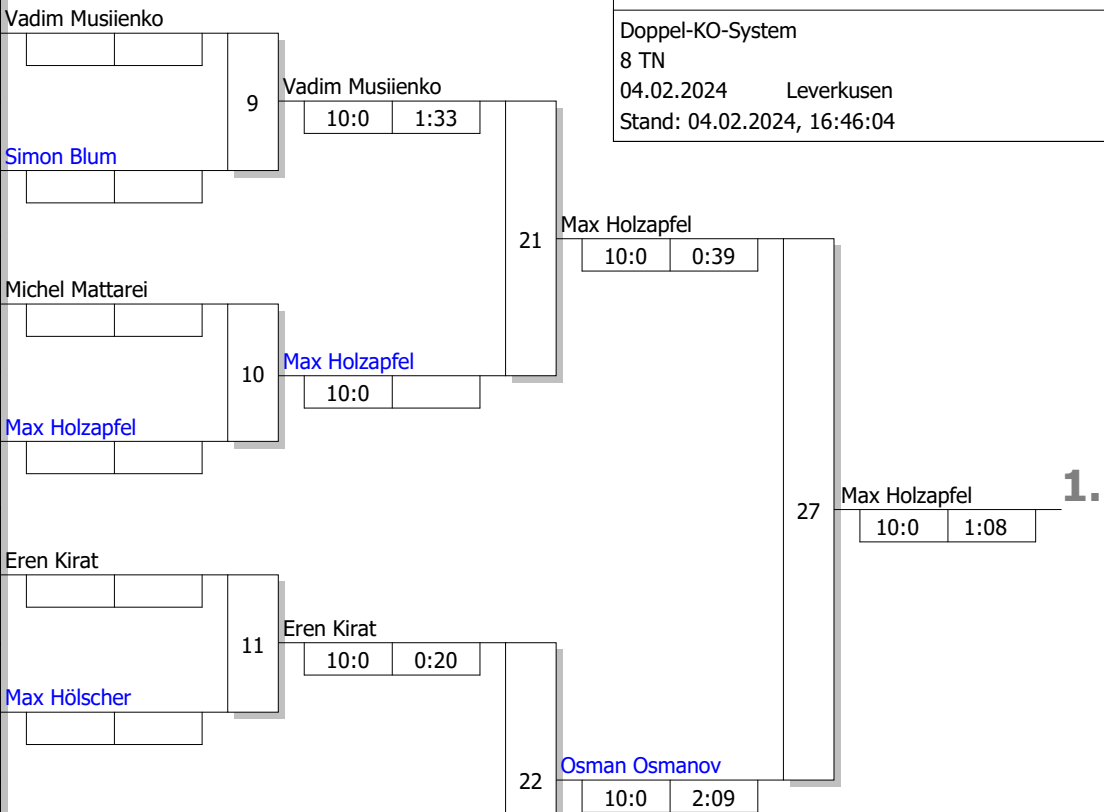 Vadim Musiienko
Doppel-KO-System
8 TN
04.02.2024 Leverkusen
Stand: 04.02.2024, 16:46:04
9
Vadim Musiienko
10:0 1:33
Simon Blum
21
Max Holzapfel
10:0 0:39
Michel Mattarei
10
Max Holzapfel
10:0
Max Holzapfel
27
Max Holzapfel
1.
10:0 1:08
Eren Kirat
11
Eren Kirat
10:0 0:20
Max Hölscher
22
Osman Osmanov
10:0 2:09